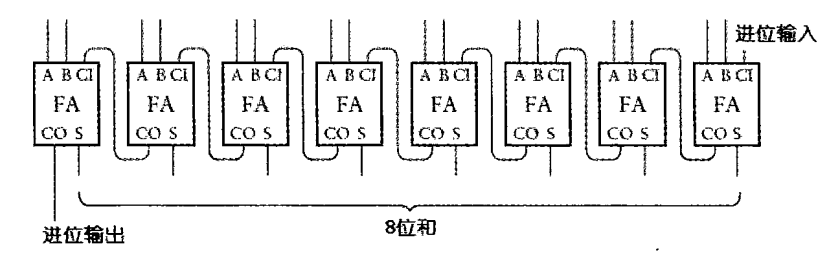 进位输入
A B CI A B CI A B CI A B CI A B CI A B CI A B CI A B CI
FA FA FA FA FA FA FA FA
CO S CO S CO S CO S CO S CO S CO S CO S
进位输出
8位和